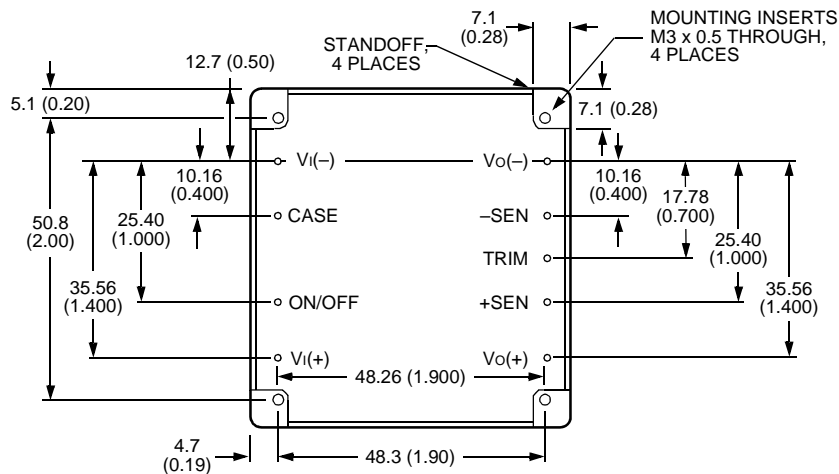 7.1
(0.28)
MOUNTING INSERTS
M3 x 0.5 THROUGH,
4 PLACES
STANDOFF,
4 PLACES
12.7 (0.50)
5.1 (0.20)
7.1 (0.28)
VI(–)
VO(–)
10.16
(0.400)
10.16
(0.400)
17.78
(0.700)
CASE
–SEN
50.8
(2.00)
25.40
(1.000)
25.40
(1.000)
TRIM
35.56
(1.400)
35.56
(1.400)
ON/OFF
+SEN
VI(+)
VO(+)
48.26 (1.900)
4.7
(0.19)
48.3 (1.90)